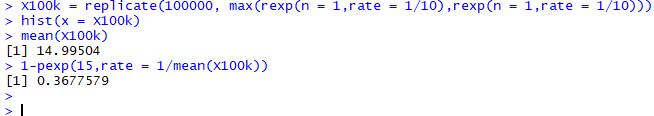 > X100k = replicate(100000, max(rexp(n = 1,rate = 1/10),rexp(n = 1,rate = 1/10)))
> hist(x = X100k)
> mean(X100k)
[1] 14.99504
> 1-pexp(15,rate = 1/mean(X100k))
[1] 0.3677579
>
>